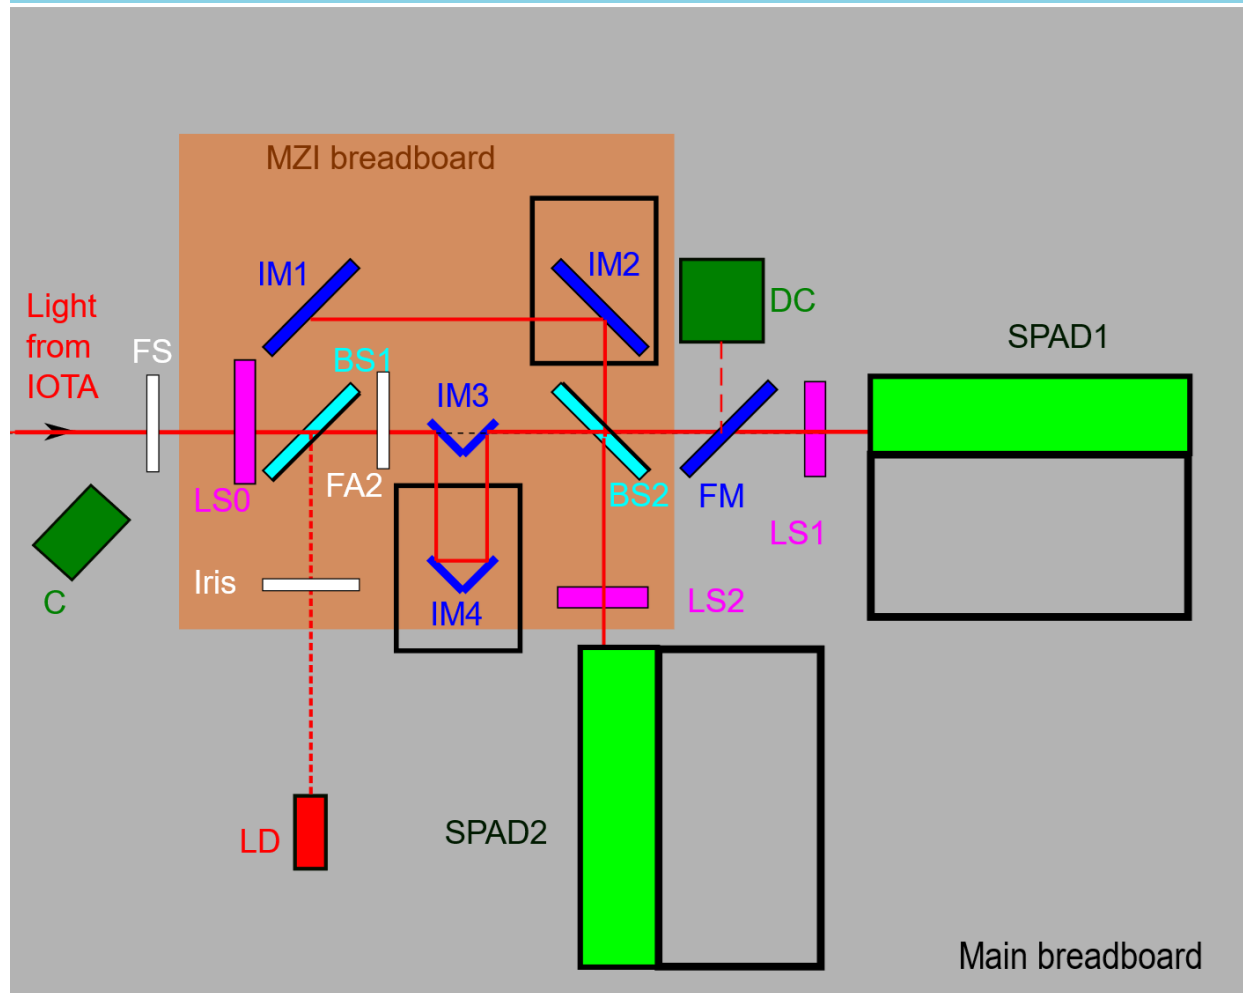 MZI breadboard
IM1
IM2
Light
from
IOTA
FS
BS1
DC
SPAD1
IM3
LS0
FA2
BS2
FM
LS1
C
Iris
IM4
LS2
LD
SPAD2
Main breadboard